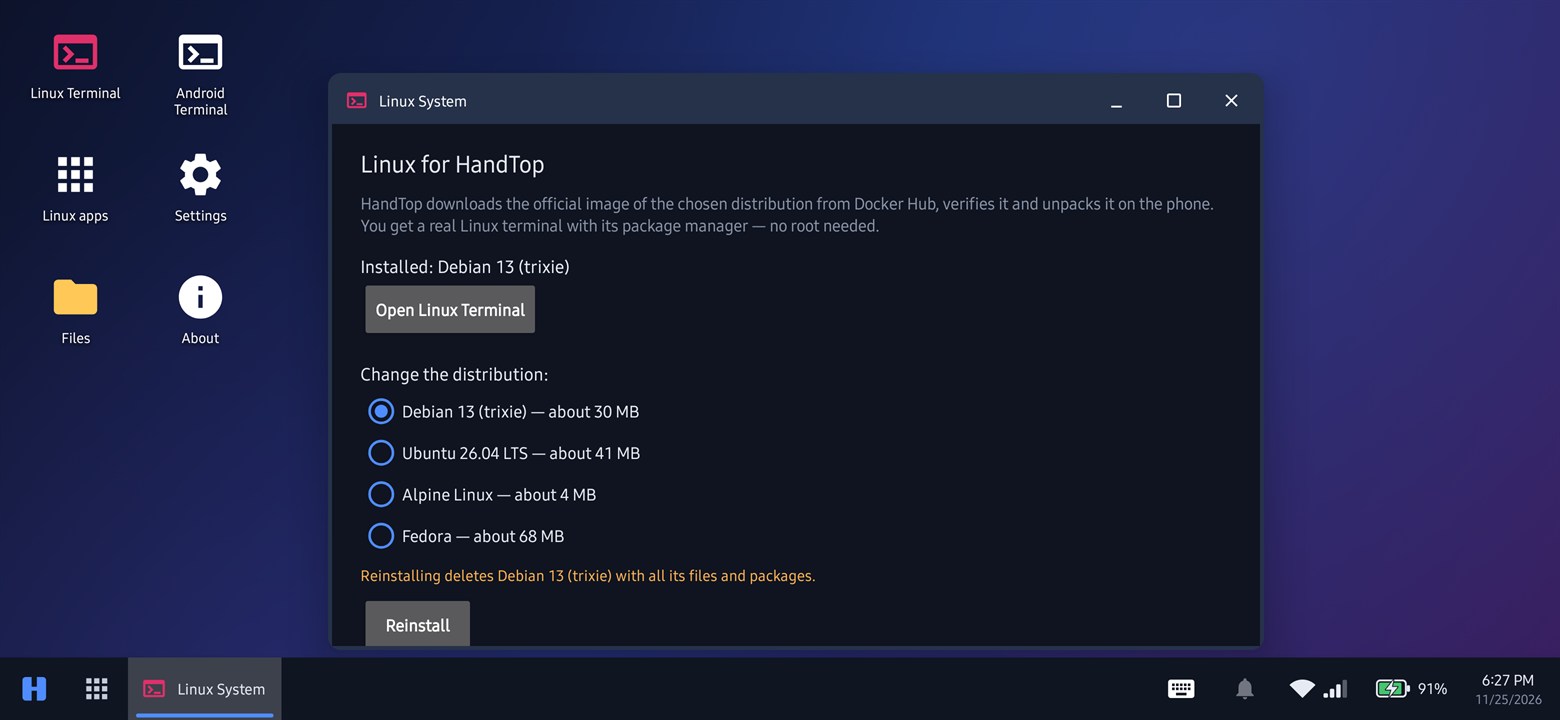 Linux Terminal
Android
Terminal
Linux apps
Settings
Files
About
Linux System
Linux for HandTop
HandTop downloads the official image of the chosen distribution from Docker Hub, verifies it and unpacks it on the phone.
You get a real Linux terminal with its package manager — no root needed.
Installed: Debian 13 (trixie)
Open Linux Terminal
Change the distribution:
Debian 13 (trixie) — about 30 MB
Ubuntu 26.04 LTS — about 41 MB
Alpine Linux — about 4 MB
Fedora — about 68 MB
Reinstalling deletes Debian 13 (trixie) with all its files and packages.
Reinstall
H
Linux System
91%
6:27 PM
11/25/2026